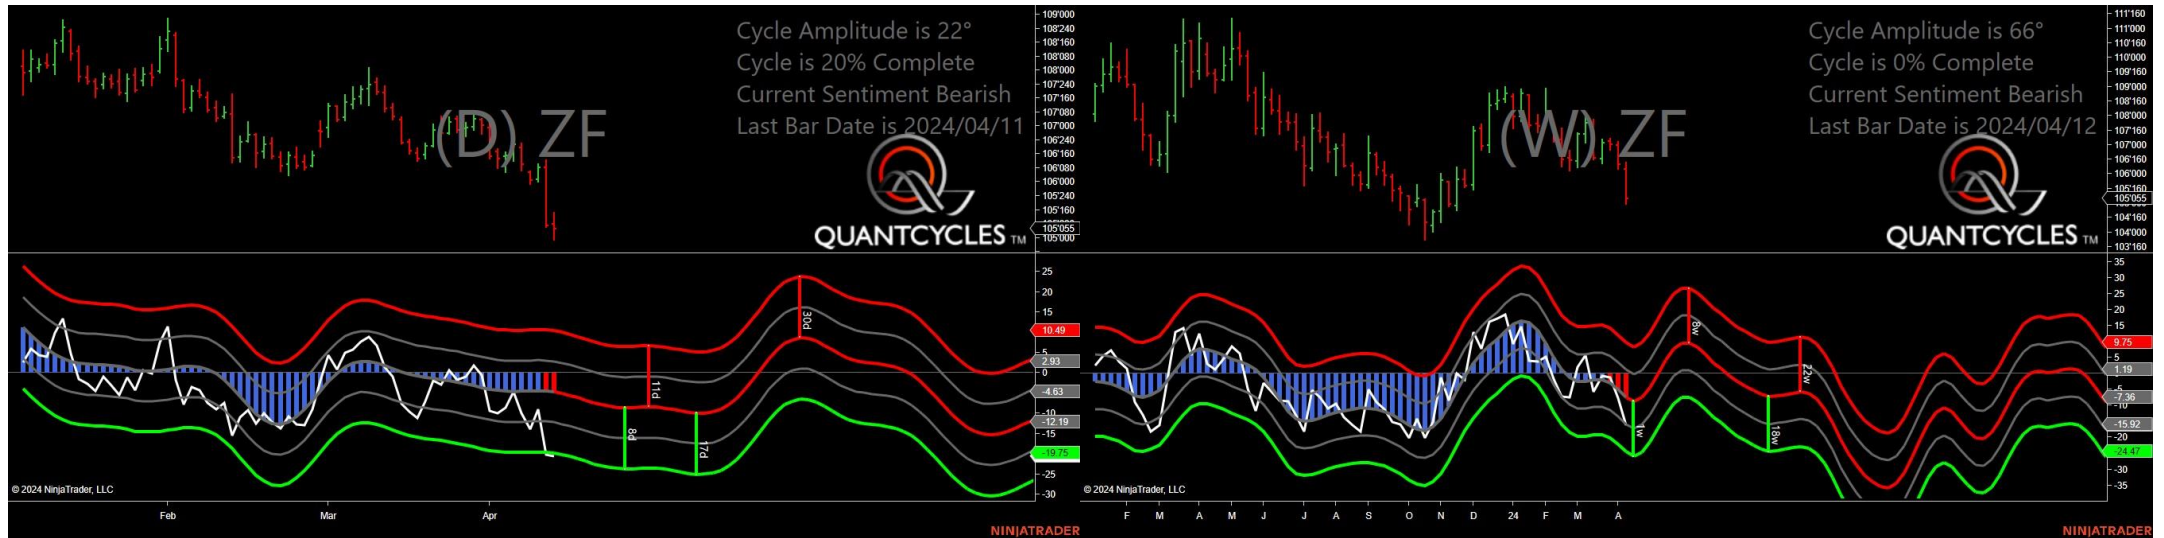 Cycle Amplitude is 22°
Cycle is 20% Complete
Current Sentiment Bearish
Last Bar Date is 2024/04/11
(D) ZF
QUANTCYCLES TM
109'000
108'240
108'160
108'080
108'000
107'240
107'160
107'080
107'000
106'240
106'160
106'080
106'000
105'240
105'160
105'055
105'000
25
20
15
10.49
5
2.93
0
-4.63
-10
-12.19
-15
-19.75
-25
-30
11d
8d
17d
30d
© 2024 NinjaTrader, LLC
Feb
Mar
Apr
NINJATRADER
Cycle Amplitude is 66°
Cycle is 0% Complete
Current Sentiment Bearish
Last Bar Date is 2024/04/12
(W) ZF
QUANTCYCLES TM
111'160
111'000
110'160
110'000
109'160
109'000
108'160
108'000
107'160
107'000
106'160
106'000
105'160
105'055
104'160
104'000
103'160
35
30
25
20
15
9.75
5
1.19
-5
-7.36
-10
-15.92
-20
-24.47
-30
-35
1w
8w
18w
22w
© 2024 NinjaTrader, LLC
F
M
A
M
J
J
A
S
O
N
D
24
F
M
A
NINJATRADER